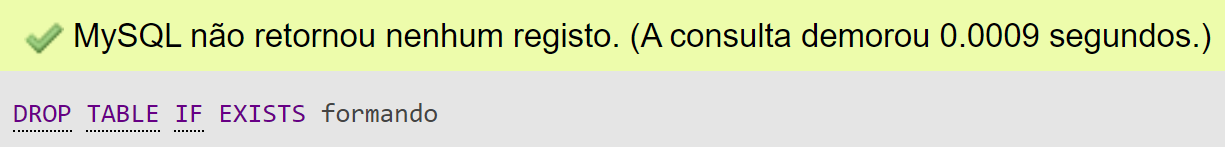 MySQL não retornou nenhum registo. (A consulta demorou 0.0009 segundos.)
DROP TABLE IF EXISTS formando